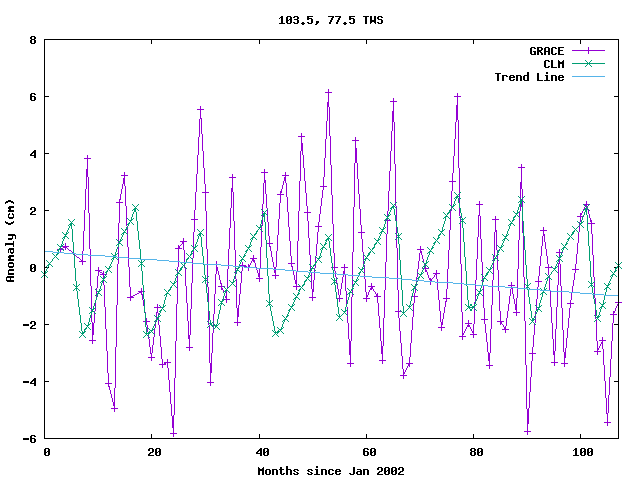 103.5, 77.5 TWS
8
GRACE
CLM
Trend Line
6
4
2
0
-2
-4
-6
Anomaly (cm)
0 20 40 60 80 100
Months since Jan 2002